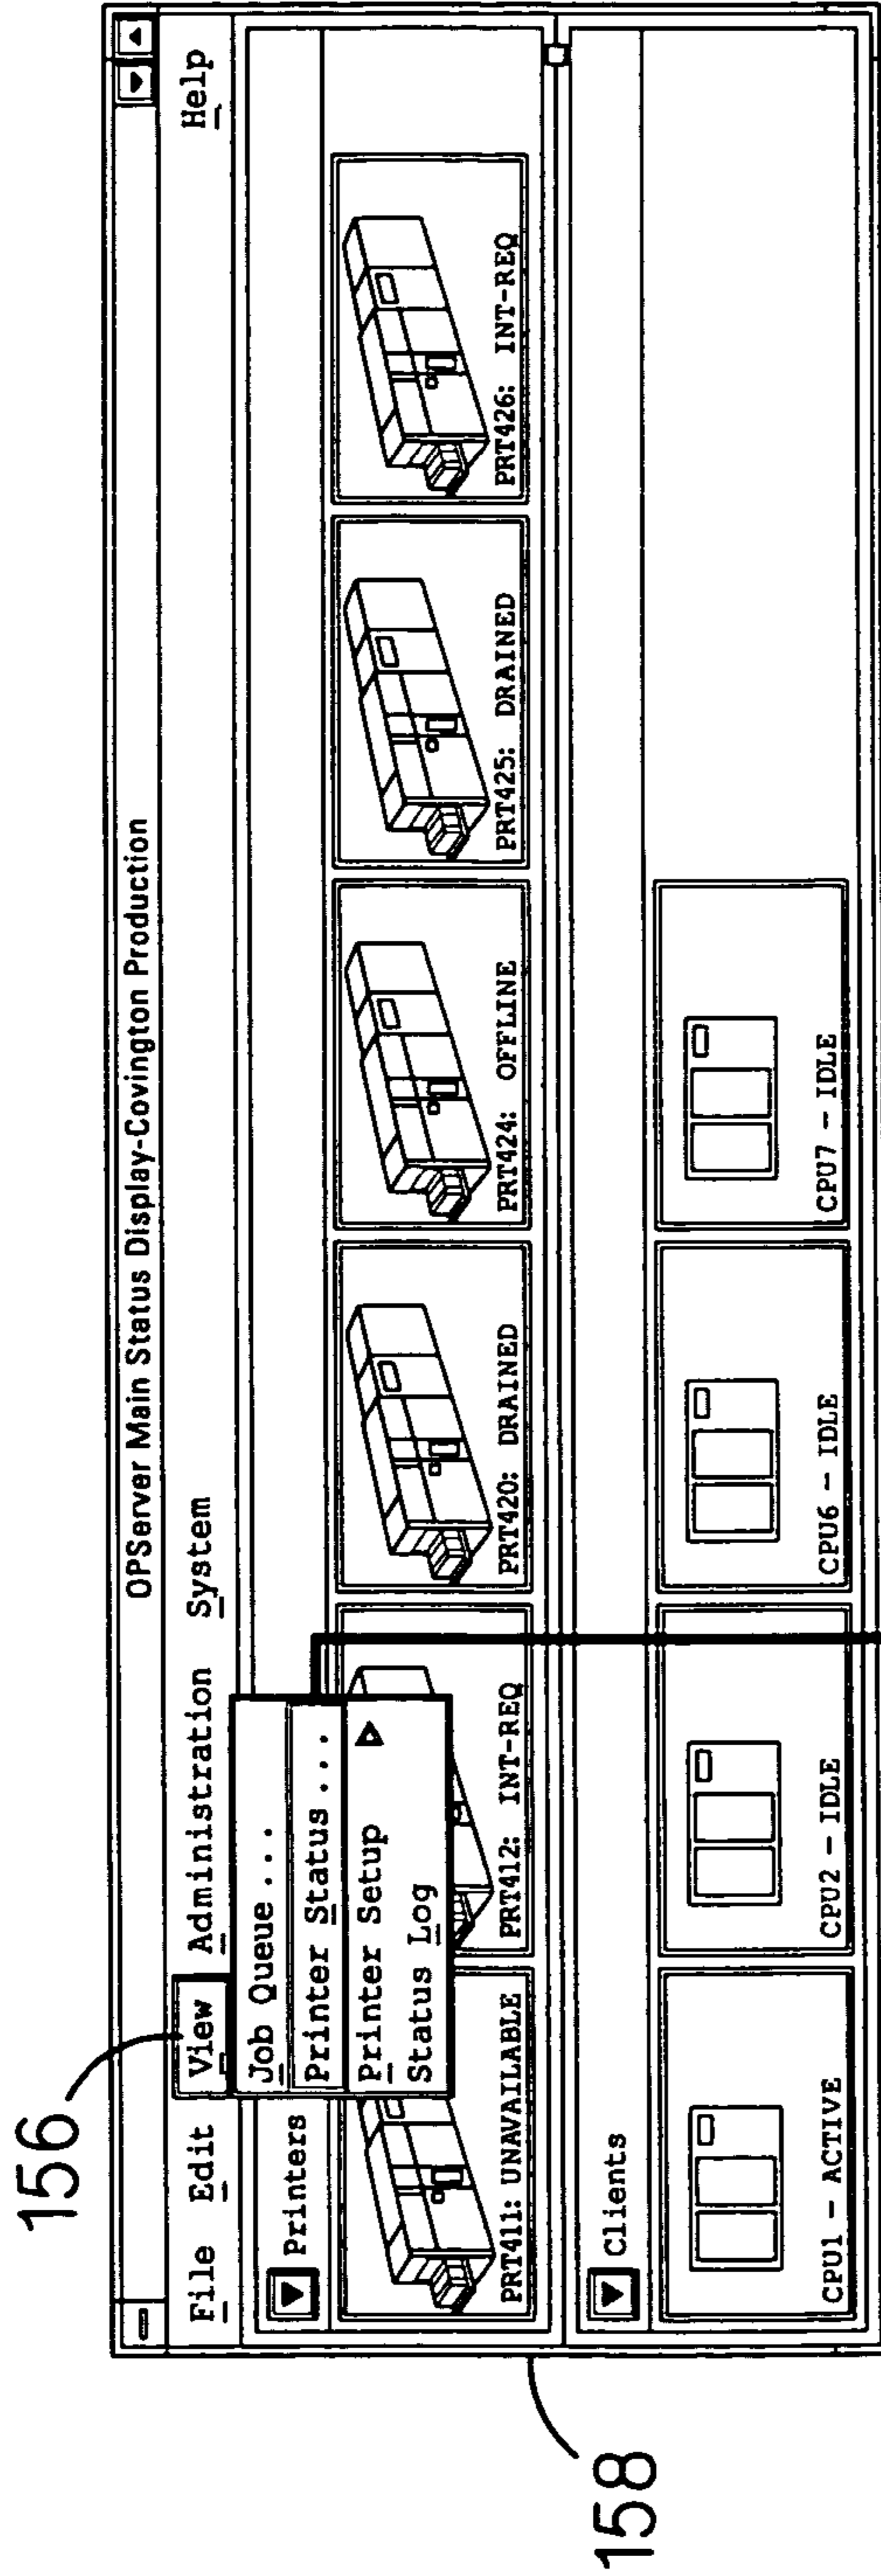 156
OPServer Main Status Display-Covington Production
File Edit View Administration System Help
Job Queue...
Printers
Printer Status...
Printer Setup
Status Log
PRT411: UNAVAILABLE PRT412: INT-REQ PRT420: DRAINED PRT424: OFFLINE PRT425: DRAINED PRT426: INT-REQ
158
Clients
CPU1 – ACTIVE CPU2 – IDLE CPU6 – IDLE CPU7 – IDLE